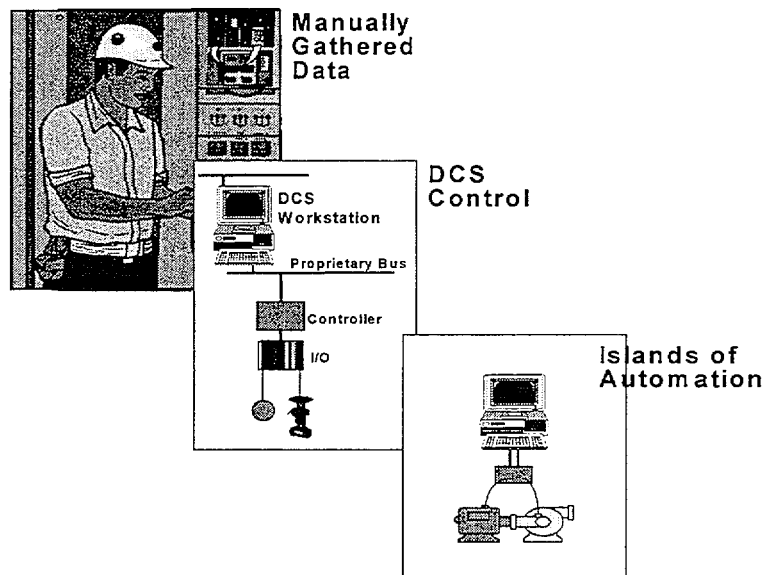 Manually
Gathered
Data
DCS
Control
DCS
Workstation
Proprietary Bus
Controller
I/O
Islands of
Automation